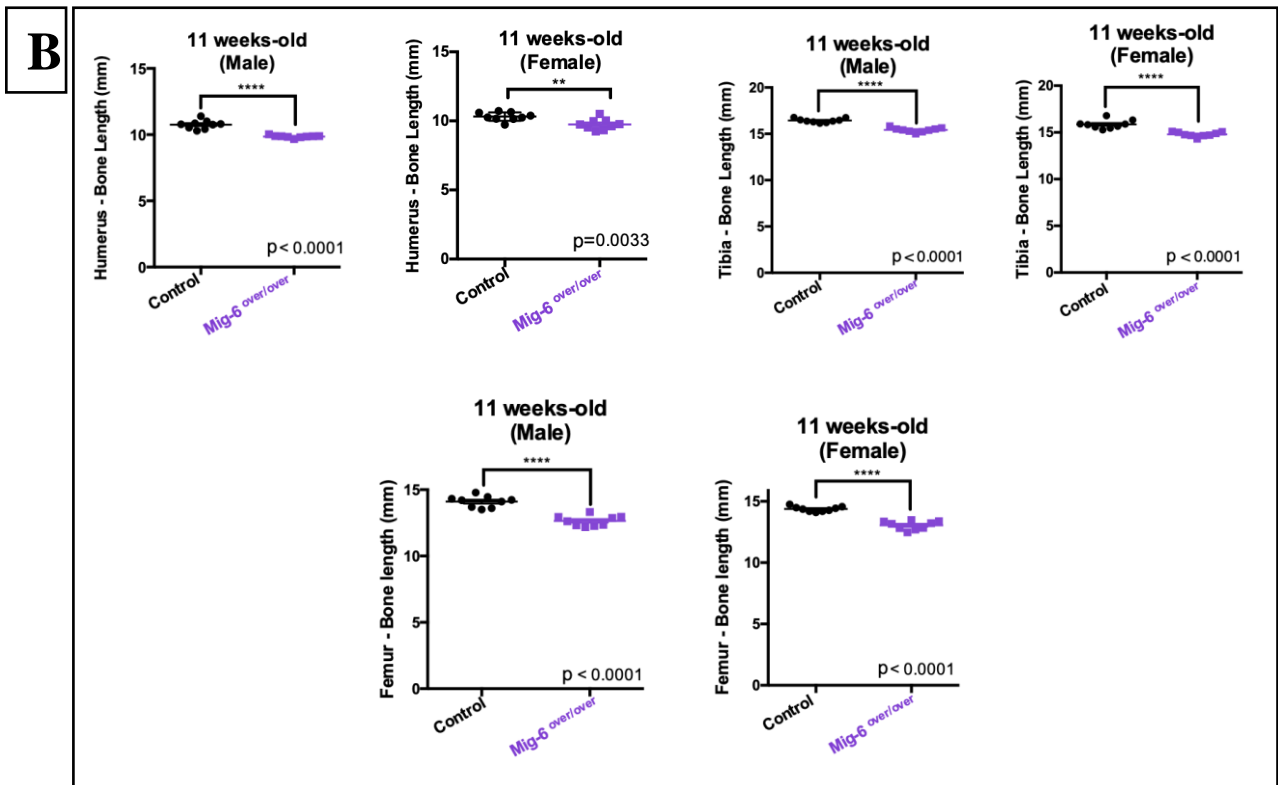 B
11 weeks-old
(Male)
Humerus - Bone Length (mm)
15
10
5
0
****
p < 0.0001
Control
Mig-6 over/over
11 weeks-old
(Female)
Humerus - Bone Length (mm)
15
10
5
0
**
p=0.0033
Control
Mig-6 over/over
11 weeks-old
(Male)
Tibia - Bone Length (mm)
20
15
10
5
0
****
p < 0.0001
Control
Mig-6 over/over
11 weeks-old
(Female)
Tibia - Bone Length (mm)
20
15
10
5
0
****
p < 0.0001
Control
Mig-6 over/over
11 weeks-old
(Male)
Femur - Bone length (mm)
15
10
5
0
****
p < 0.0001
Control
Mig-6 over/over
11 weeks-old
(Female)
Femur - Bone length (mm)
15
10
5
0
****
p < 0.0001
Control
Mig-6 over/over